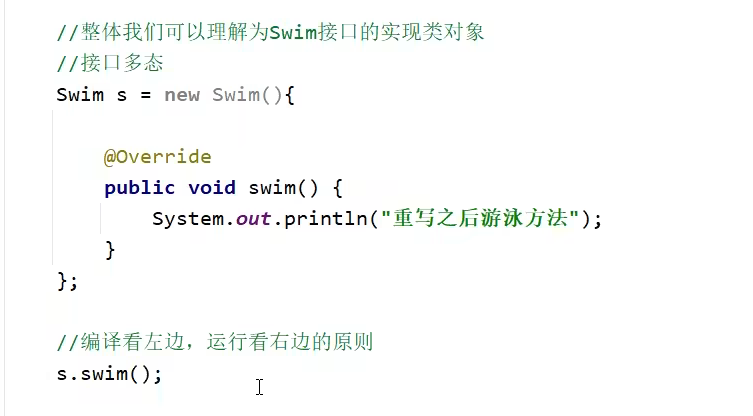 //整体我们可以理解为Swim接口的实现类对象
//接口多态
Swim s = new Swim(){
@Override
public void swim() {
System.out.println("重写之后游泳方法");
}
};
//编译看左边，运行看右边的原则
s.swim();